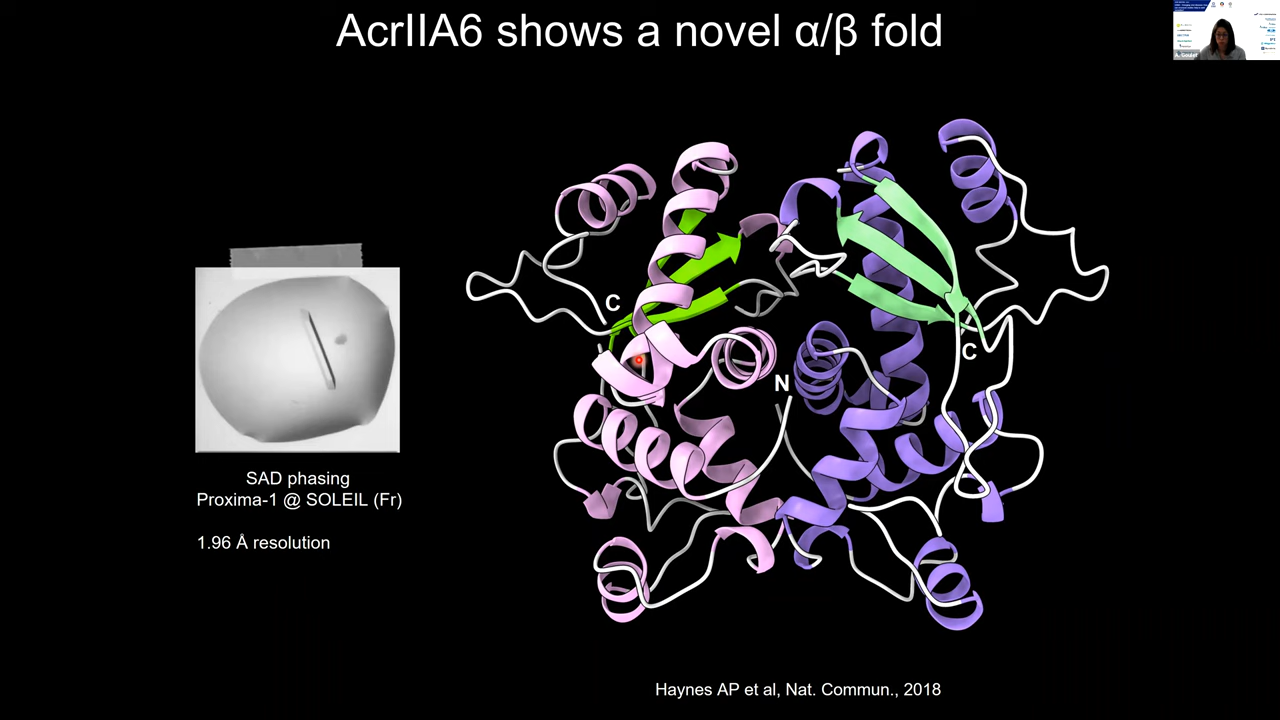 AcrIIA6 shows a novel α/β fold
A. Goulet
C
C
N
SAD phasing
Proxima-1 @ SOLEIL (Fr)
1.96 Å resolution
Haynes AP et al, Nat. Commun., 2018